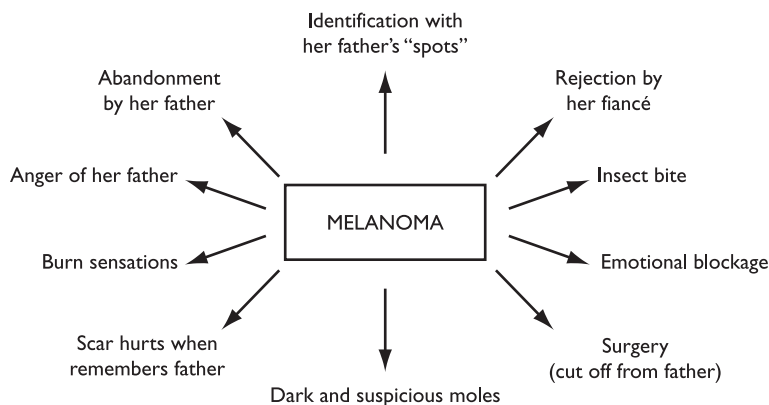 Identification with
her father’s “spots”
Abandonment
by her father
Rejection by
her fiancé
Anger of her father
Insect bite
MELANOMA
Burn sensations
Emotional blockage
Scar hurts when
remembers father
Surgery
(cut off from father)
Dark and suspicious moles